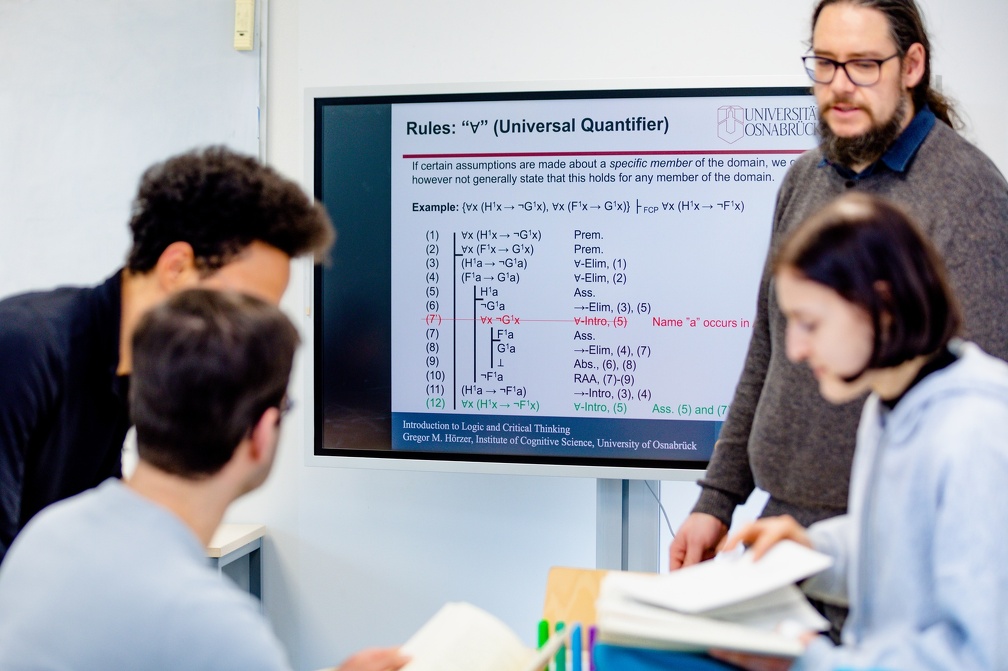 Rules: “∀” (Universal Quantifier)
UNIVERSITÄ
OSNABRÜC
If certain assumptions are made about a specific member of the domain, we c
however not generally state that this holds for any member of the domain.
Example: {∀x (H¹x → ¬G¹x), ∀x (F¹x → G¹x)} ⊢FCP ∀x (H¹x → ¬F¹x)
(1) ∀x (H¹x → ¬G¹x) Prem.
(2) ∀x (F¹x → G¹x) Prem.
(3) (H¹a → ¬G¹a) ∀-Elim, (1)
(4) (F¹a → G¹a) ∀-Elim, (2)
(5) H¹a Ass.
(6) ¬G¹a →-Elim, (3), (5)
(7') ∀x ¬G¹x ∀-Intro, (5) Name "a" occurs in
(7) F¹a Ass.
(8) G¹a →-Elim, (4), (7)
(9) ⊥ Abs., (6), (8)
(10) ¬F¹a RAA, (7)-(9)
(11) (H¹a → ¬F¹a) →-Intro, (3), (4)
(12) ∀x (H¹x → ¬F¹x) ∀-Intro, (5) Ass. (5) and (7
Introduction to Logic and Critical Thinking
Gregor M. Hörzer, Institute of Cognitive Science, University of Osnabrück